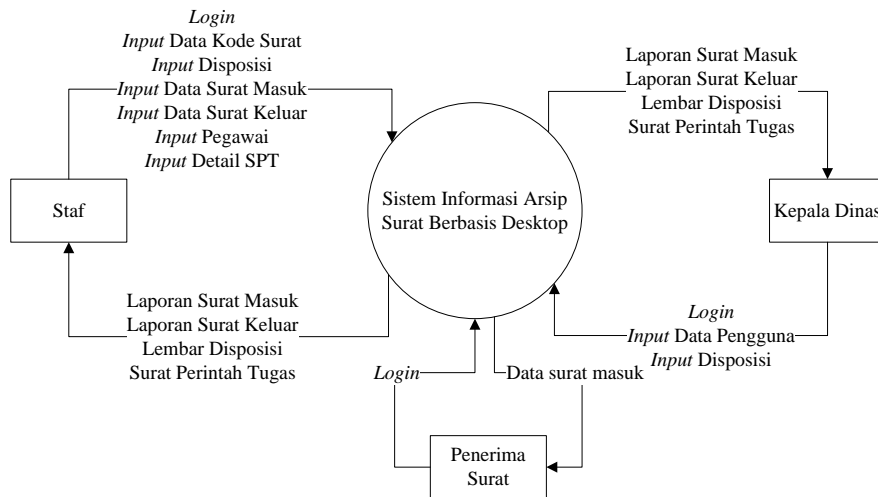 Login
Input Data Kode Surat
Input Disposisi
Input Data Surat Masuk
Input Data Surat Keluar
Input Pegawai
Input Detail SPT
Laporan Surat Masuk
Laporan Surat Keluar
Lembar Disposisi
Surat Perintah Tugas
Staf
Sistem Informasi Arsip
Surat Berbasis Desktop
Kepala Dinas
Laporan Surat Masuk
Laporan Surat Keluar
Lembar Disposisi
Surat Perintah Tugas
Login
Input Data Pengguna
Input Disposisi
Login
Data surat masuk
Penerima
Surat